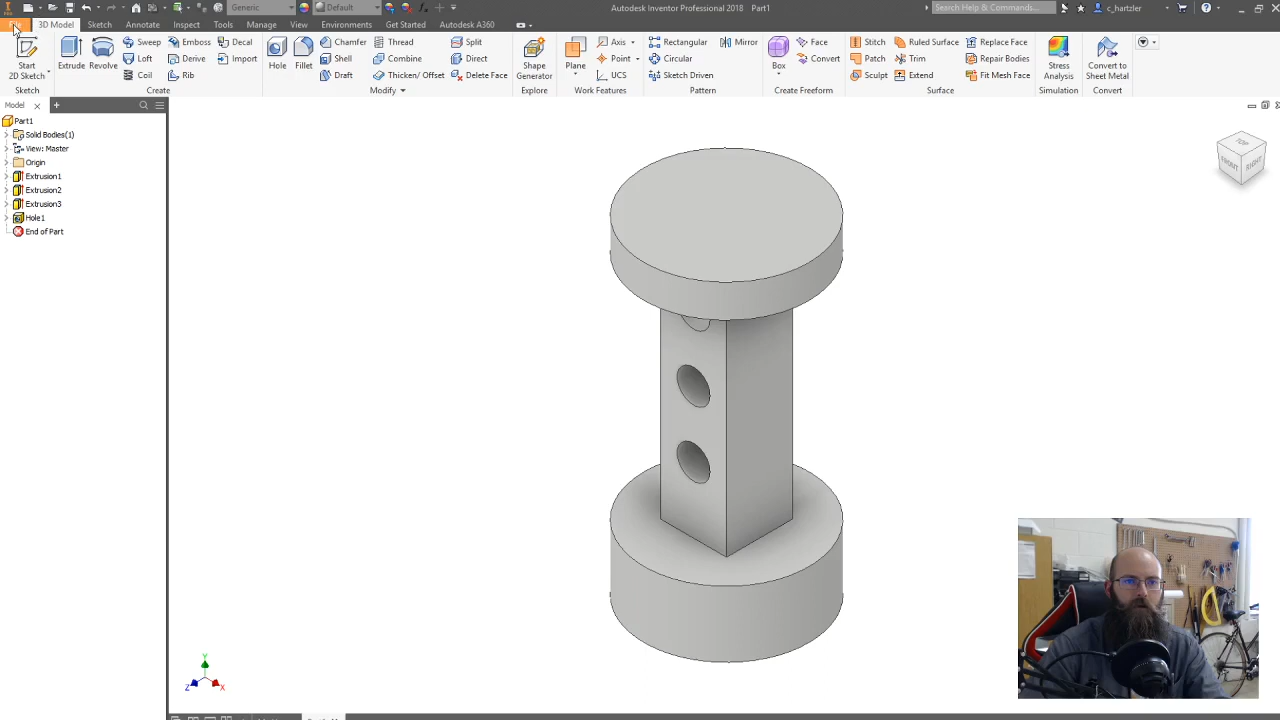 Generic
Default
Autodesk Inventor Professional 2018 Part1
Search Help & Commands...
c_hartzler
3D Model
Sketch
Annotate
Inspect
Tools
Manage
View
Environments
Get Started
Autodesk A360
Start
2D Sketch
Extrude
Revolve
Sweep
Loft
Coil
Emboss
Derive
Rib
Decal
Import
Hole
Fillet
Chamfer
Shell
Draft
Thread
Combine
Thicken/ Offset
Split
Direct
Delete Face
Shape
Generator
Plane
Axis
Point
UCS
Rectangular
Circular
Sketch Driven
Mirror
Box
Face
Convert
Stitch
Patch
Sculpt
Ruled Surface
Trim
Extend
Replace Face
Repair Bodies
Fit Mesh Face
Stress
Analysis
Convert to
Sheet Metal
Sketch
Create
Modify
Explore
Work Features
Pattern
Create Freeform
Surface
Simulation
Convert
Model
Part1
Solid Bodies(1)
View: Master
Origin
Extrusion1
Extrusion2
Extrusion3
Hole1
End of Part
TOP
FRONT
RIGHT
Y
Z
X